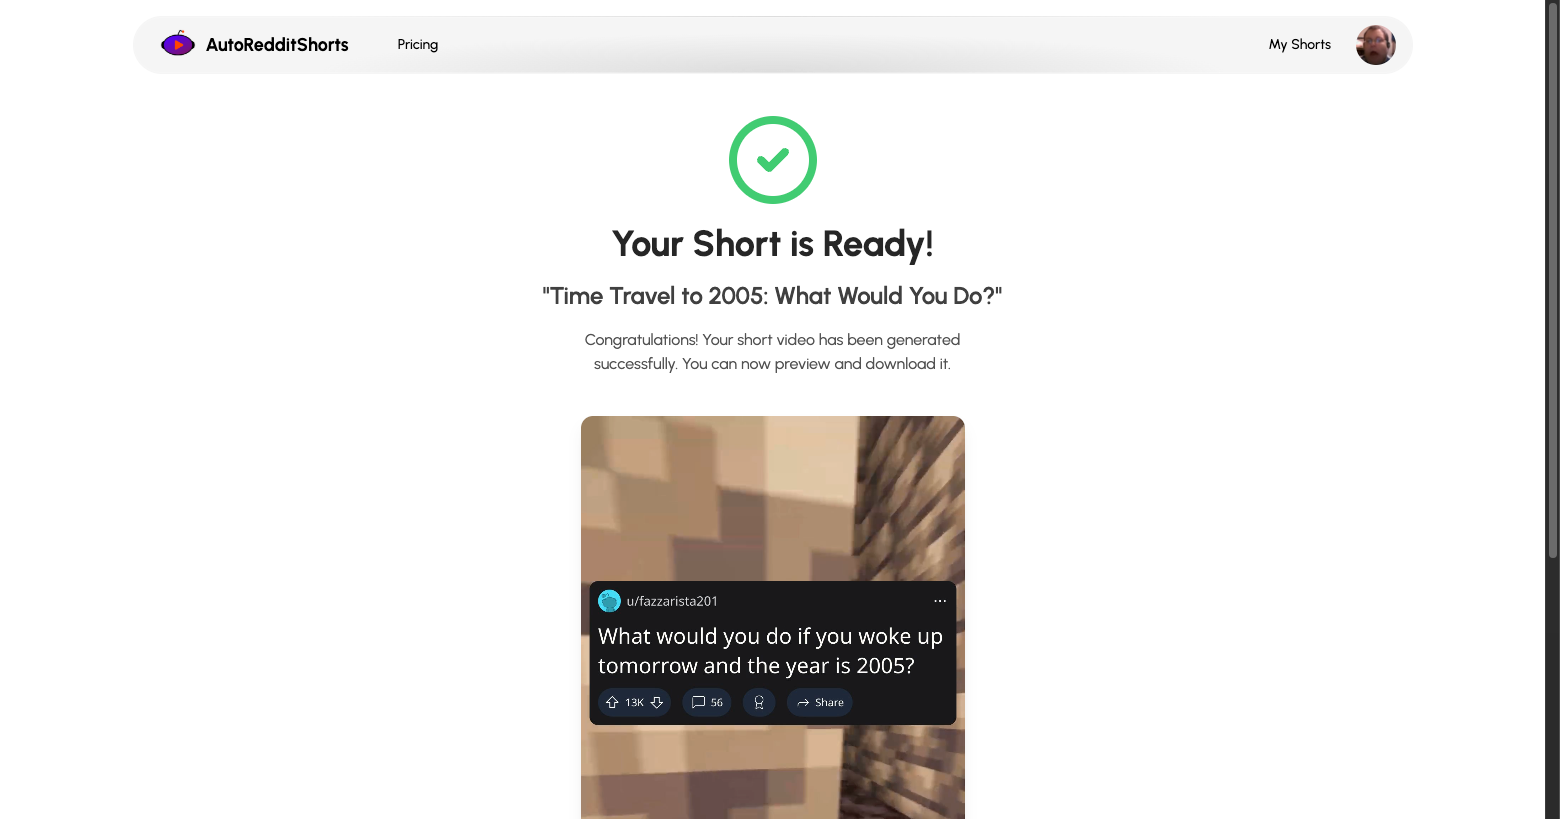 AutoRedditShorts
Pricing
My Shorts
Your Short is Ready!
"Time Travel to 2005: What Would You Do?"
Congratulations! Your short video has been generated
successfully. You can now preview and download it.
u/fazzarista201
What would you do if you woke up
tomorrow and the year is 2005?
13K
56
Share